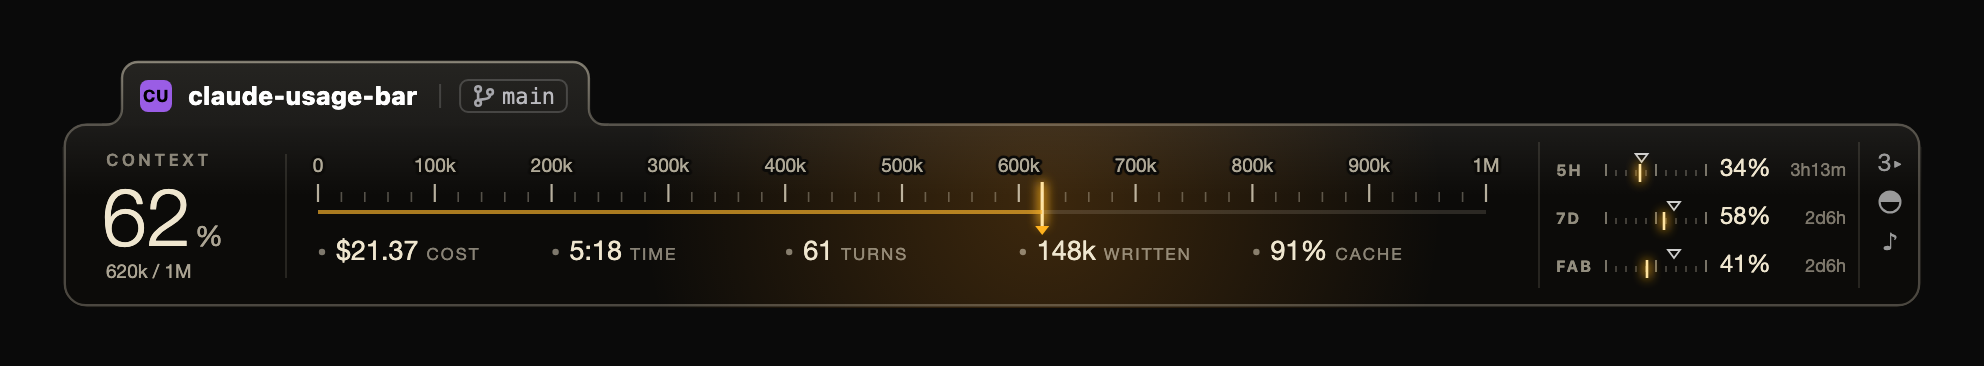 CU claude-usage-bar main
CONTEXT
62 %
620k / 1M
0 100k 200k 300k 400k 500k 600k 700k 800k 900k 1M
• $21.37 COST • 5:18 TIME • 61 TURNS • 148k WRITTEN • 91% CACHE
5H 34% 3h13m
7D 58% 2d6h
FAB 41% 2d6h
3▸
♪